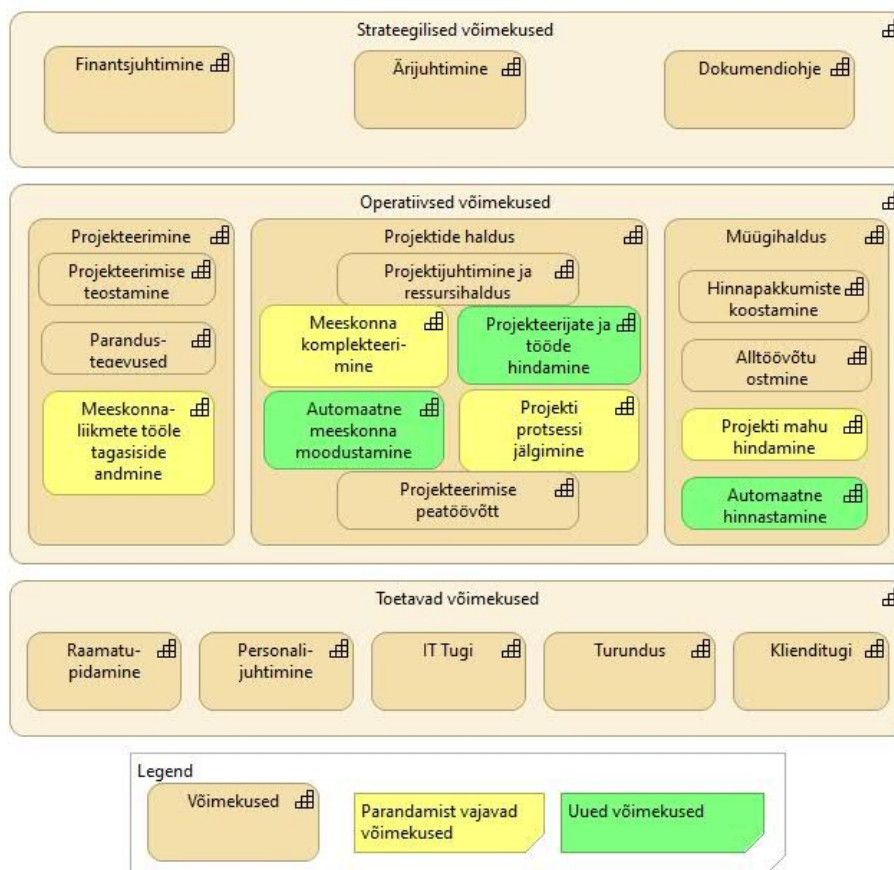 Strateegilised võimekused
Finantsjuhtimine
Ärijuhtimine
Dokumendiohje
Operatiivsed võimekused
Projekteerimine
Projekteerimise
teostamine
Parandus-
tegevused
Meeskonna-
liikmete tööle
tagasiside
andmine
Projektide haldus
Projektijuhtimine ja
ressursihaldus
Meeskonna
komplekteeri-
mine
Projekteerijate ja
tööde
hindamine
Automaatne
meeskonna
moodustamine
Projekti
protsessi
jälgimine
Projekteerimise
peatöövõtt
Müügihaldus
Hinnapakkumiste
koostamine
Alltöövõtu
ostmine
Projekti mahu
hindamine
Automaatne
hinnastamine
Toetavad võimekused
Raamatu-
pidamine
Personali-
juhtimine
IT Tugi
Turundus
Klienditugi
Legend
Võimekused
Parandamist vajavad
võimekused
Uued võimekused